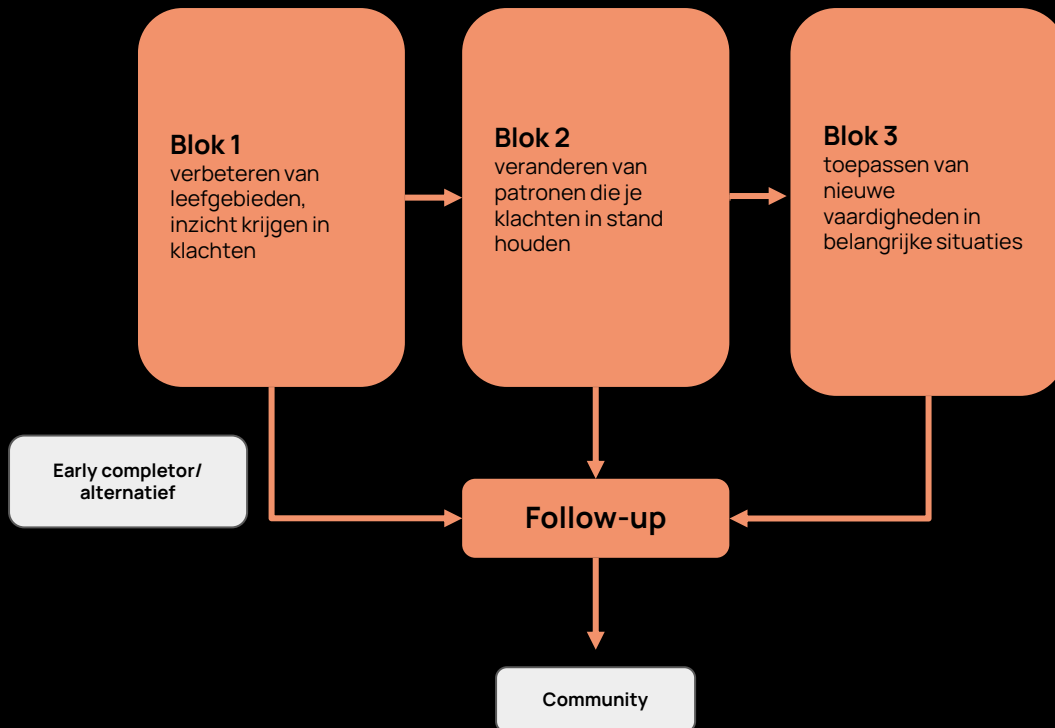 Blok 1
verbeteren van
leefgebieden,
inzicht krijgen in
klachten
Blok 2
veranderen van
patronen die je
klachten in stand
houden
Blok 3
toepassen van
nieuwe
vaardigheden in
belangrijke situaties
Early completor/
alternatief
Follow-up
Community